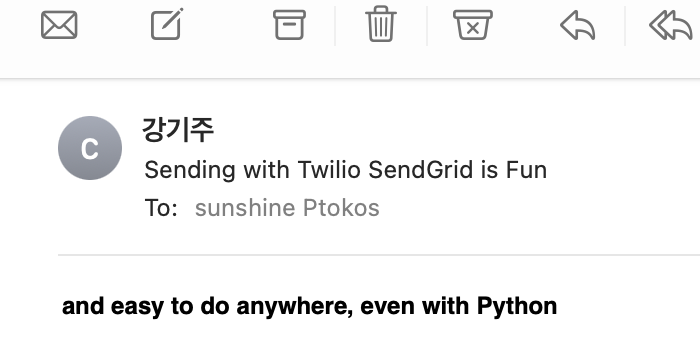 C
강기주
Sending with Twilio SendGrid is Fun
To: sunshine Ptokos
and easy to do anywhere, even with Python